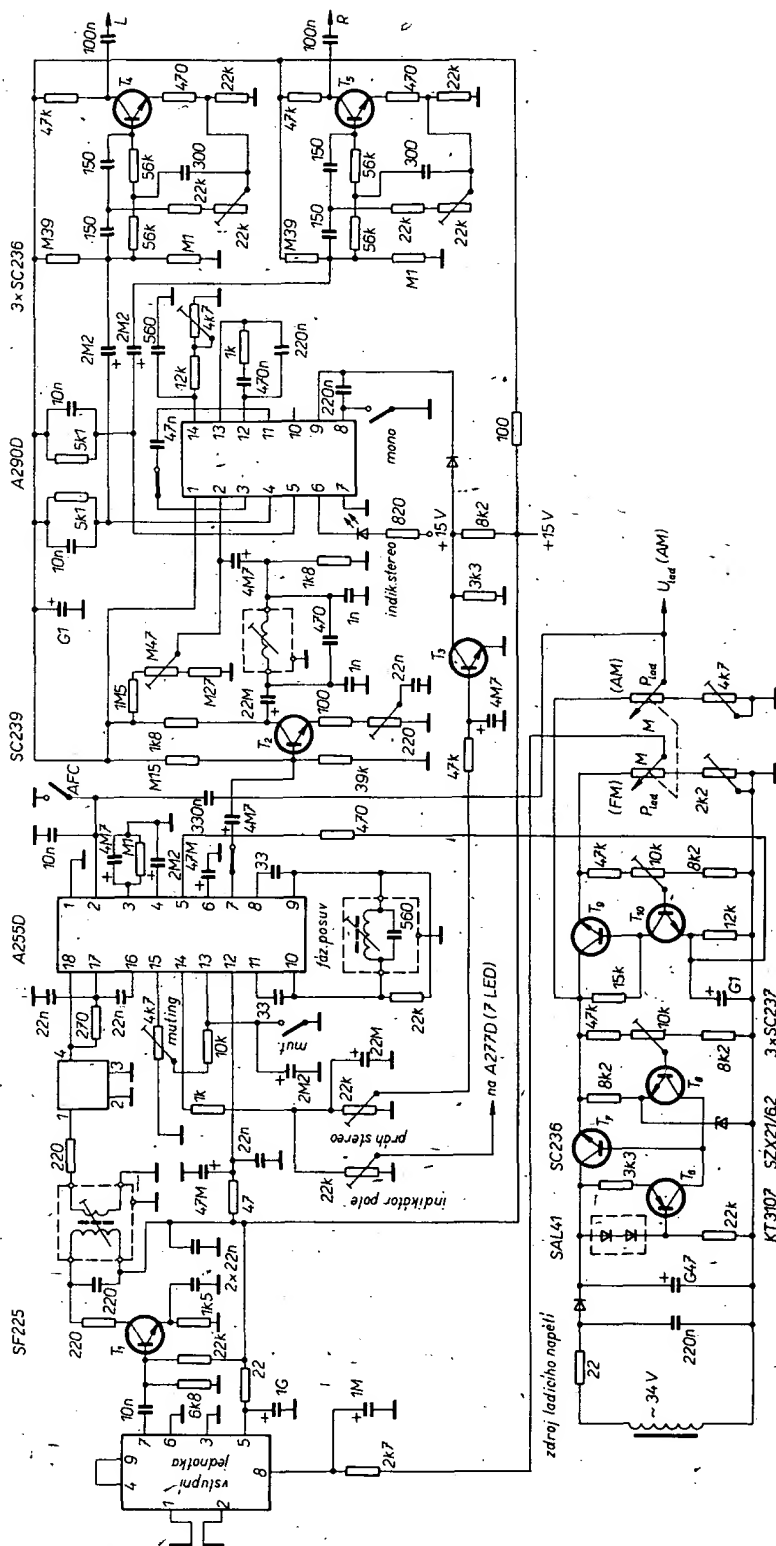 SF225
A255D
SC239
A290D
3×SC236
vstupní
jednotka
4
9
1
2
7
6
3
5
8
10n
6k8
22k
1k5
2×22n
22
1G
1M
2k7
T1
220
220
220
1
4
2
3
270
22n
22n
47M
47
22n
18
17
16
15
14
13
12
11
10
1
2
3
4
5
6
7
8
9
4k7
muting
10k
1k
mut.
2M2
22M
22k
práh stereo
22k
indikátor pole
na A277D (7 LED)
33
33
22k
fáz. posuv
560
10n
AFC
4M7
M1
2M2
330n
47M
4M7
470
M15
39k
1k8
T2
100
220
22n
22M
1M5
M47
M27
1n
470
1n
1k8
4M7
G1
10n
5k1
10n
5k1
1
2
3
4
5
6
7
14
13
12
11
10
9
8
47n
560
12k
4k7
1k
470n
220n
220n
mono
820
indik. stereo
+15V
47k
4M7
T3
3k3
8k2
+15V
100
2M2
2M2
M39
M1
150
150
56k
56k
22k
22k
300
47k
T4
470
22k
100n
L
M39
M1
150
150
56k
56k
22k
22k
300
47k
T5
470
22k
100n
R
zdroj ladicího napětí
~34V
22
220n
G47
SAL41
SC236
22k
3k3
T6
T7
8k2
T8
47k
10k
8k2
15k
G1
T9
T10
12k
47k
10k
8k2
(FM)
Plad
M
2k2
(AM)
Plad
M
4k7
Ulad (AM)
KT3107
SZX21/6,2
3×SC237